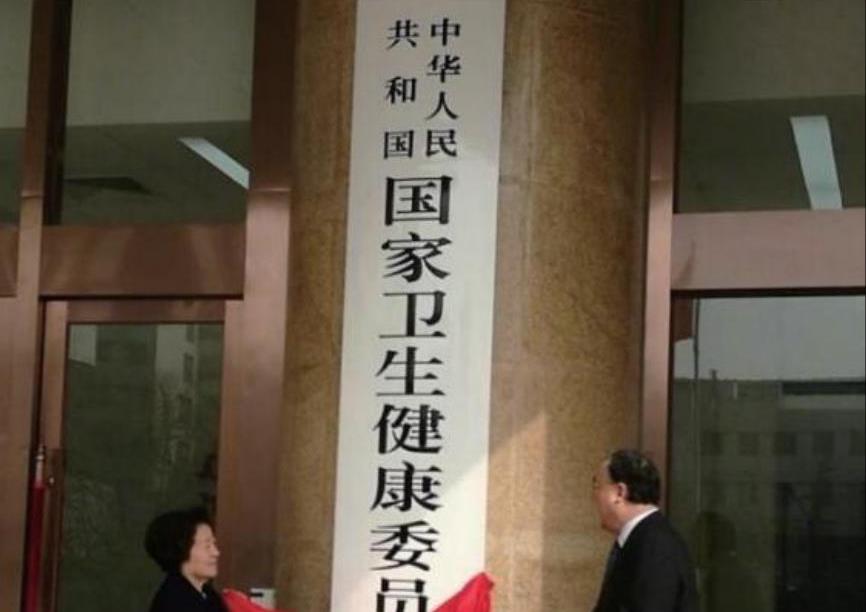 中华人民
共和国
国家卫生健康委员